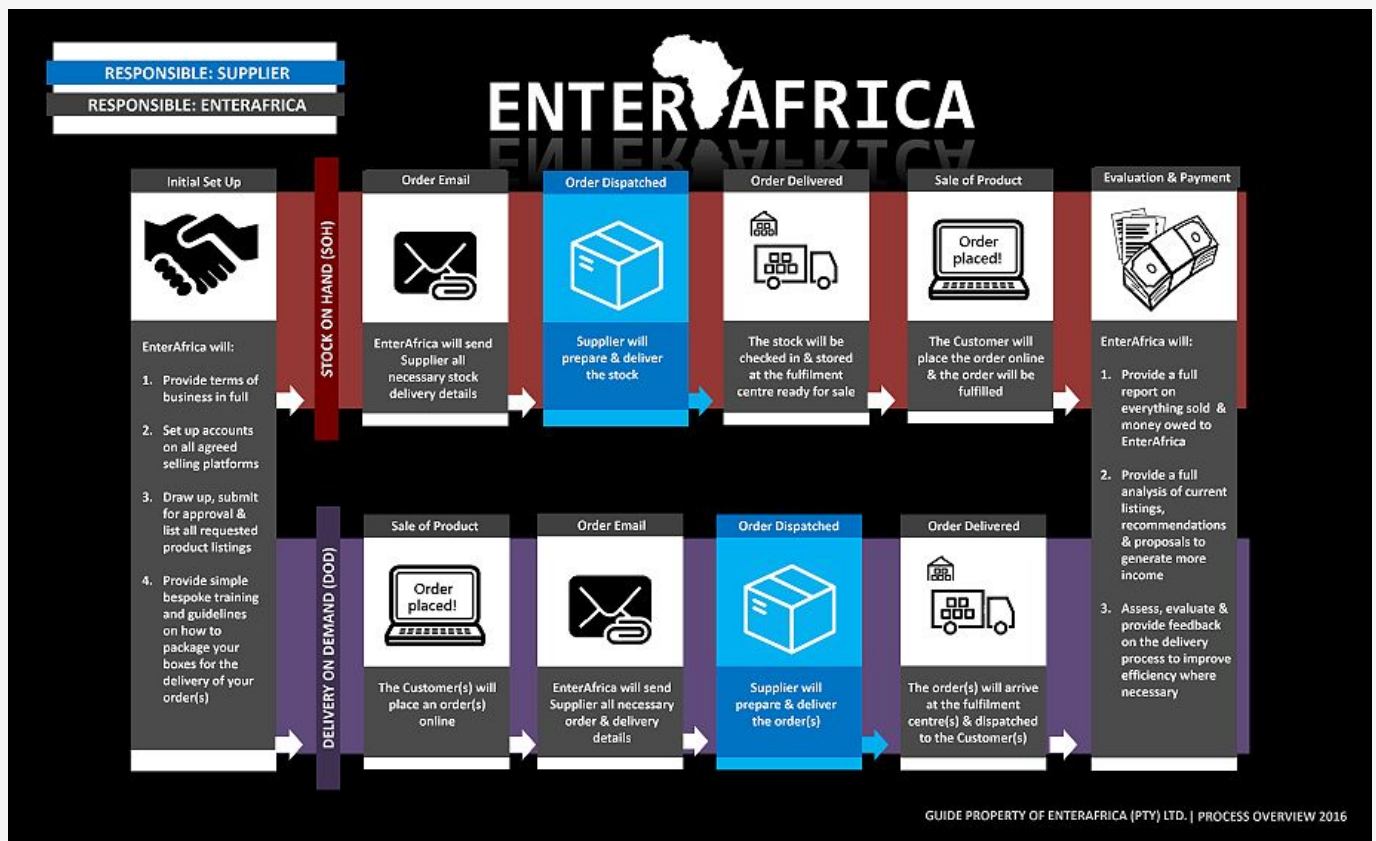 RESPONSIBLE: SUPPLIER
RESPONSIBLE: ENTERAFRICA
ENTER AFRICA
Initial Set Up
EnterAfrica will:
1. Provide terms of
business in full
2. Set up accounts
on all agreed
selling platforms
3. Draw up, submit
for approval &
list all requested
product listings
4. Provide simple
bespoke training
and guidelines
on how to
package your
boxes for the
delivery of your
order(s)
STOCK ON HAND (SOH)
Order Email
EnterAfrica will send
Supplier all
necessary stock
delivery details
Order Dispatched
Supplier will
prepare & deliver
the stock
Order Delivered
The stock will be
checked in & stored
at the fulfilment
centre ready for sale
Sale of Product
Order
placed!
The Customer will
place the order online
& the order will be
fulfilled
DELIVERY ON DEMAND (DOD)
Sale of Product
Order
placed!
The Customer(s) will
place an order(s)
online
Order Email
EnterAfrica will send
Supplier all necessary
order & delivery
details
Order Dispatched
Supplier will
prepare & deliver
the order(s)
Order Delivered
The order(s) will arrive
at the fulfilment
centre(s) & dispatched
to the Customer(s)
Evaluation & Payment
EnterAfrica will:
1. Provide a full
report on
everything sold &
money owed to
EnterAfrica
2. Provide a full
analysis of current
listings,
recommendations
& proposals to
generate more
income
3. Assess, evaluate &
provide feedback
on the delivery
process to improve
efficiency where
necessary
GUIDE PROPERTY OF ENTERAFRICA (PTY) LTD. | PROCESS OVERVIEW 2016